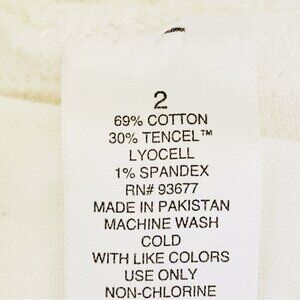 2
69% COTTON
30% TENCEL™
LYOCELL
1% SPANDEX
RN# 93677
MADE IN PAKISTAN
MACHINE WASH
COLD
WITH LIKE COLORS
USE ONLY
NON-CHLORINE